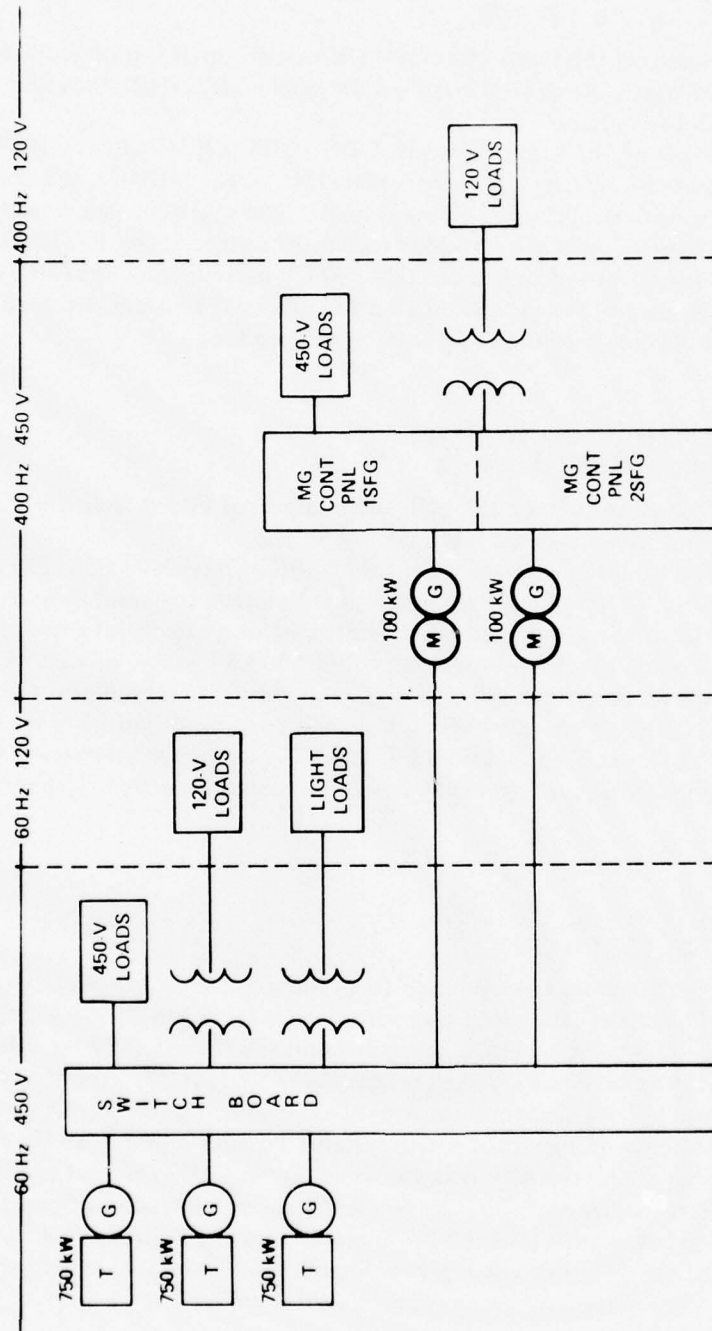 60 Hz 450 V
60 Hz 120 V
400 Hz 450 V
400 Hz 120 V
750 kW
T
G
750 kW
T
G
750 kW
T
G
SWITCH BOARD
450-V
LOADS
120-V
LOADS
LIGHT
LOADS
100 kW
M
G
100 kW
M
G
MG
CONT
PNL
1SFG
MG
CONT
PNL
2SFG
450-V
LOADS
120 V
LOADS